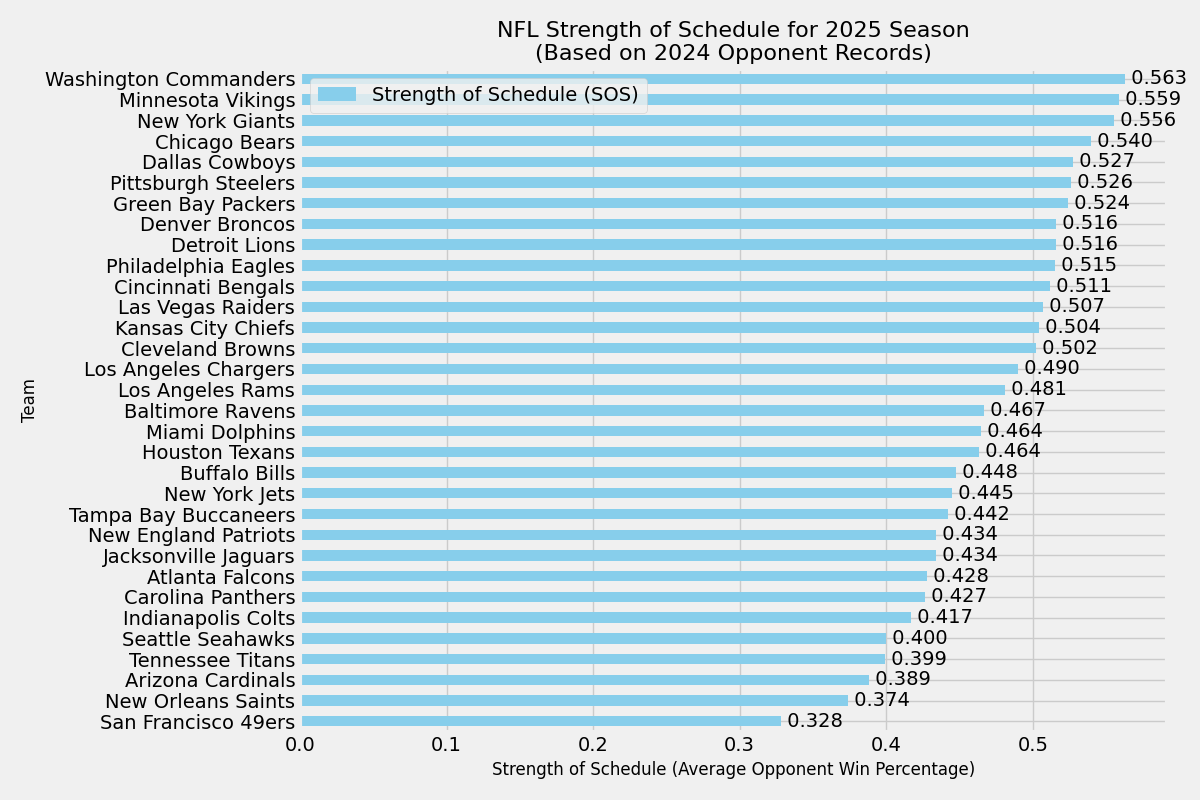 NFL Strength of Schedule for 2025 Season
(Based on 2024 Opponent Records)
Strength of Schedule (SOS)
Washington Commanders 0.563
Minnesota Vikings 0.559
New York Giants 0.556
Chicago Bears 0.540
Dallas Cowboys 0.527
Pittsburgh Steelers 0.526
Green Bay Packers 0.524
Denver Broncos 0.516
Detroit Lions 0.516
Philadelphia Eagles 0.515
Cincinnati Bengals 0.511
Las Vegas Raiders 0.507
Kansas City Chiefs 0.504
Cleveland Browns 0.502
Los Angeles Chargers 0.490
Los Angeles Rams 0.481
Baltimore Ravens 0.467
Miami Dolphins 0.464
Houston Texans 0.464
Buffalo Bills 0.448
New York Jets 0.445
Tampa Bay Buccaneers 0.442
New England Patriots 0.434
Jacksonville Jaguars 0.434
Atlanta Falcons 0.428
Carolina Panthers 0.427
Indianapolis Colts 0.417
Seattle Seahawks 0.400
Tennessee Titans 0.399
Arizona Cardinals 0.389
New Orleans Saints 0.374
San Francisco 49ers 0.328
Team
0.0 0.1 0.2 0.3 0.4 0.5
Strength of Schedule (Average Opponent Win Percentage)